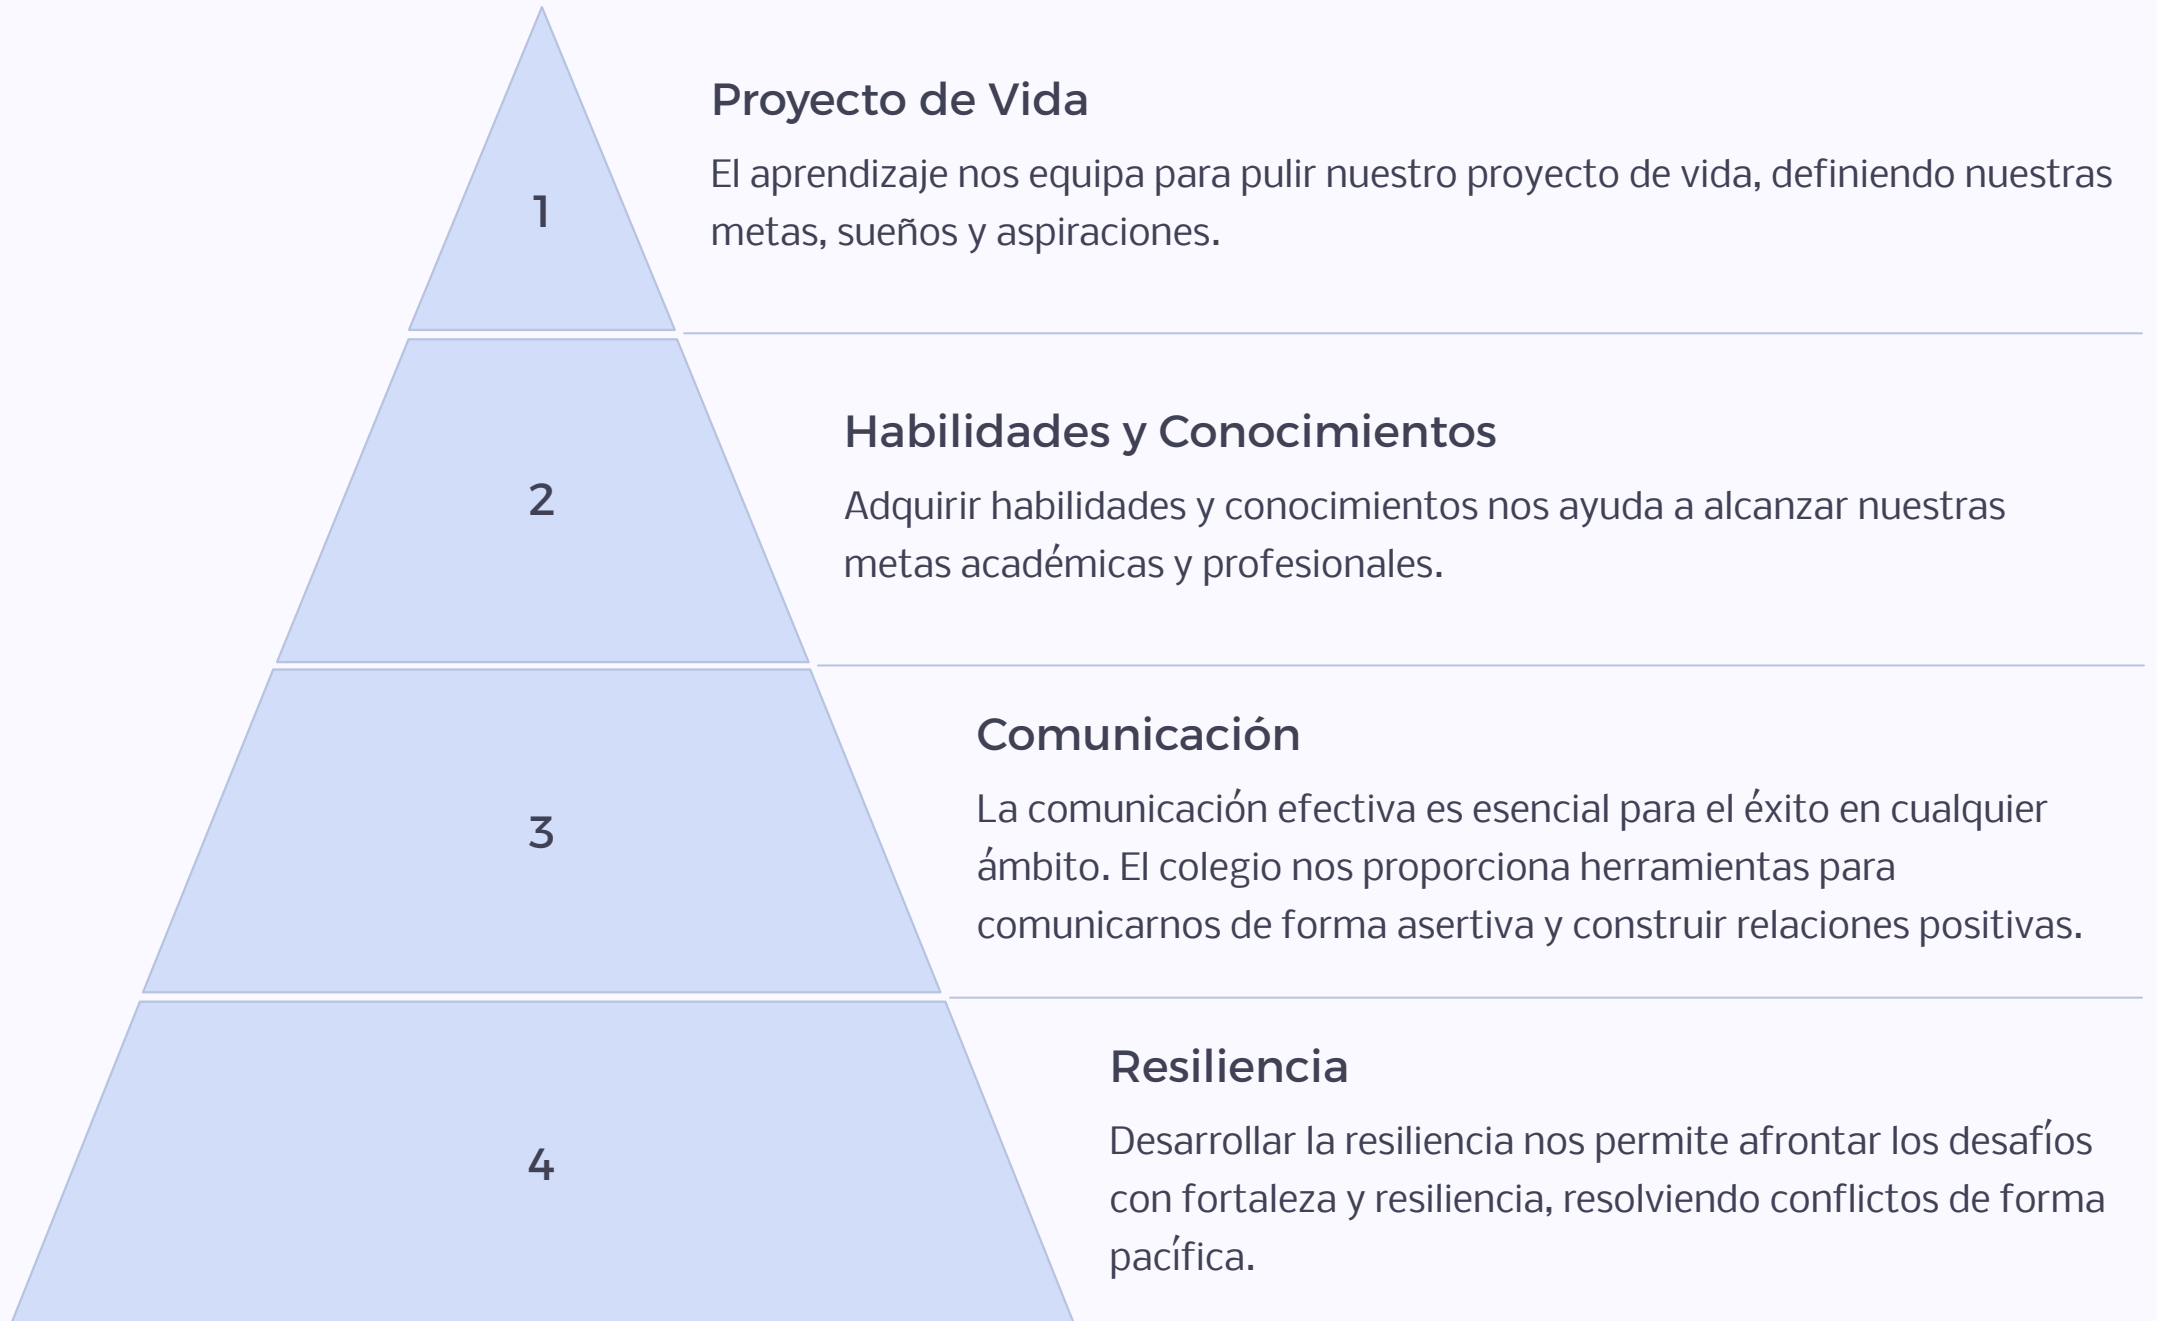 1
Proyecto de Vida
El aprendizaje nos equipa para pulir nuestro proyecto de vida, definiendo nuestras
metas, sueños y aspiraciones.
2
Habilidades y Conocimientos
Adquirir habilidades y conocimientos nos ayuda a alcanzar nuestras
metas académicas y profesionales.
3
Comunicación
La comunicación efectiva es esencial para el éxito en cualquier
ámbito. El colegio nos proporciona herramientas para
comunicarnos de forma asertiva y construir relaciones positivas.
4
Resiliencia
Desarrollar la resiliencia nos permite afrontar los desafíos
con fortaleza y resiliencia, resolviendo conflictos de forma
pacífica.